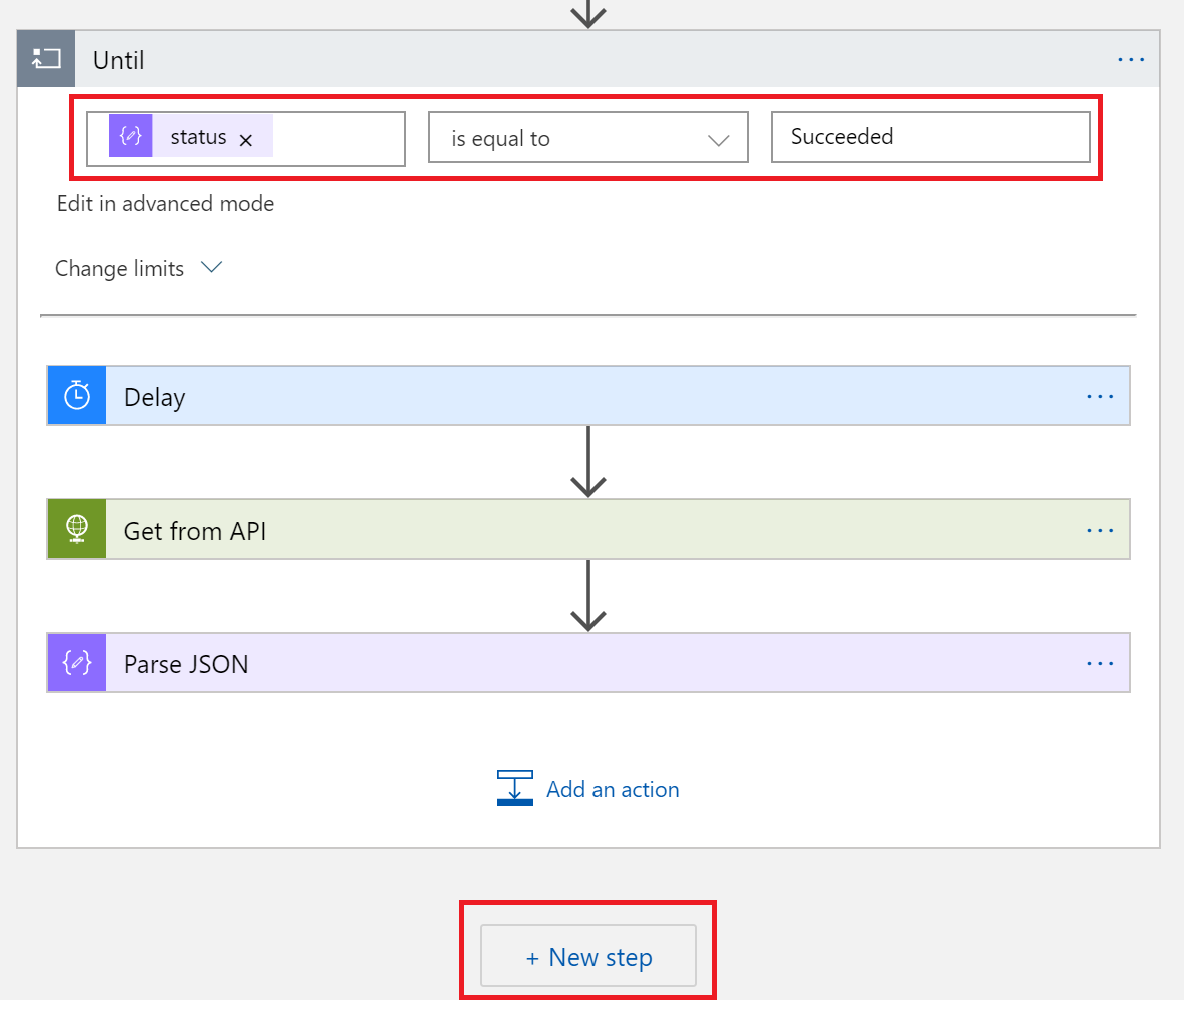 Until
status × is equal to Succeeded
Edit in advanced mode
Change limits
Delay
Get from API
Parse JSON
Add an action
+ New step